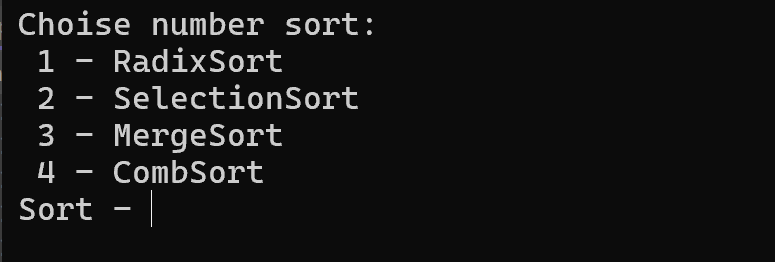 Choise number sort:
1 - RadixSort
2 - SelectionSort
3 - MergeSort
4 - CombSort
Sort -